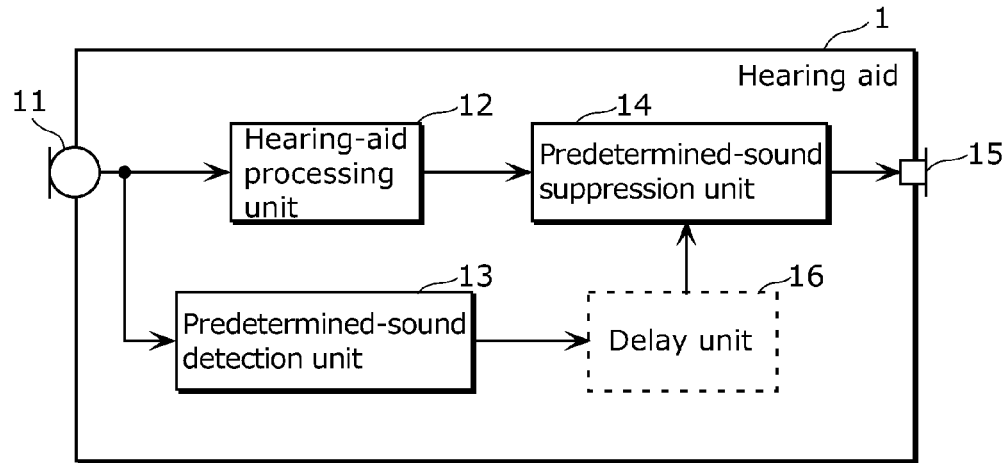 1
Hearing aid
11
12
14
Hearing-aid
processing
unit
Predetermined-sound
suppression unit
15
13
16
Predetermined-sound
detection unit
Delay unit